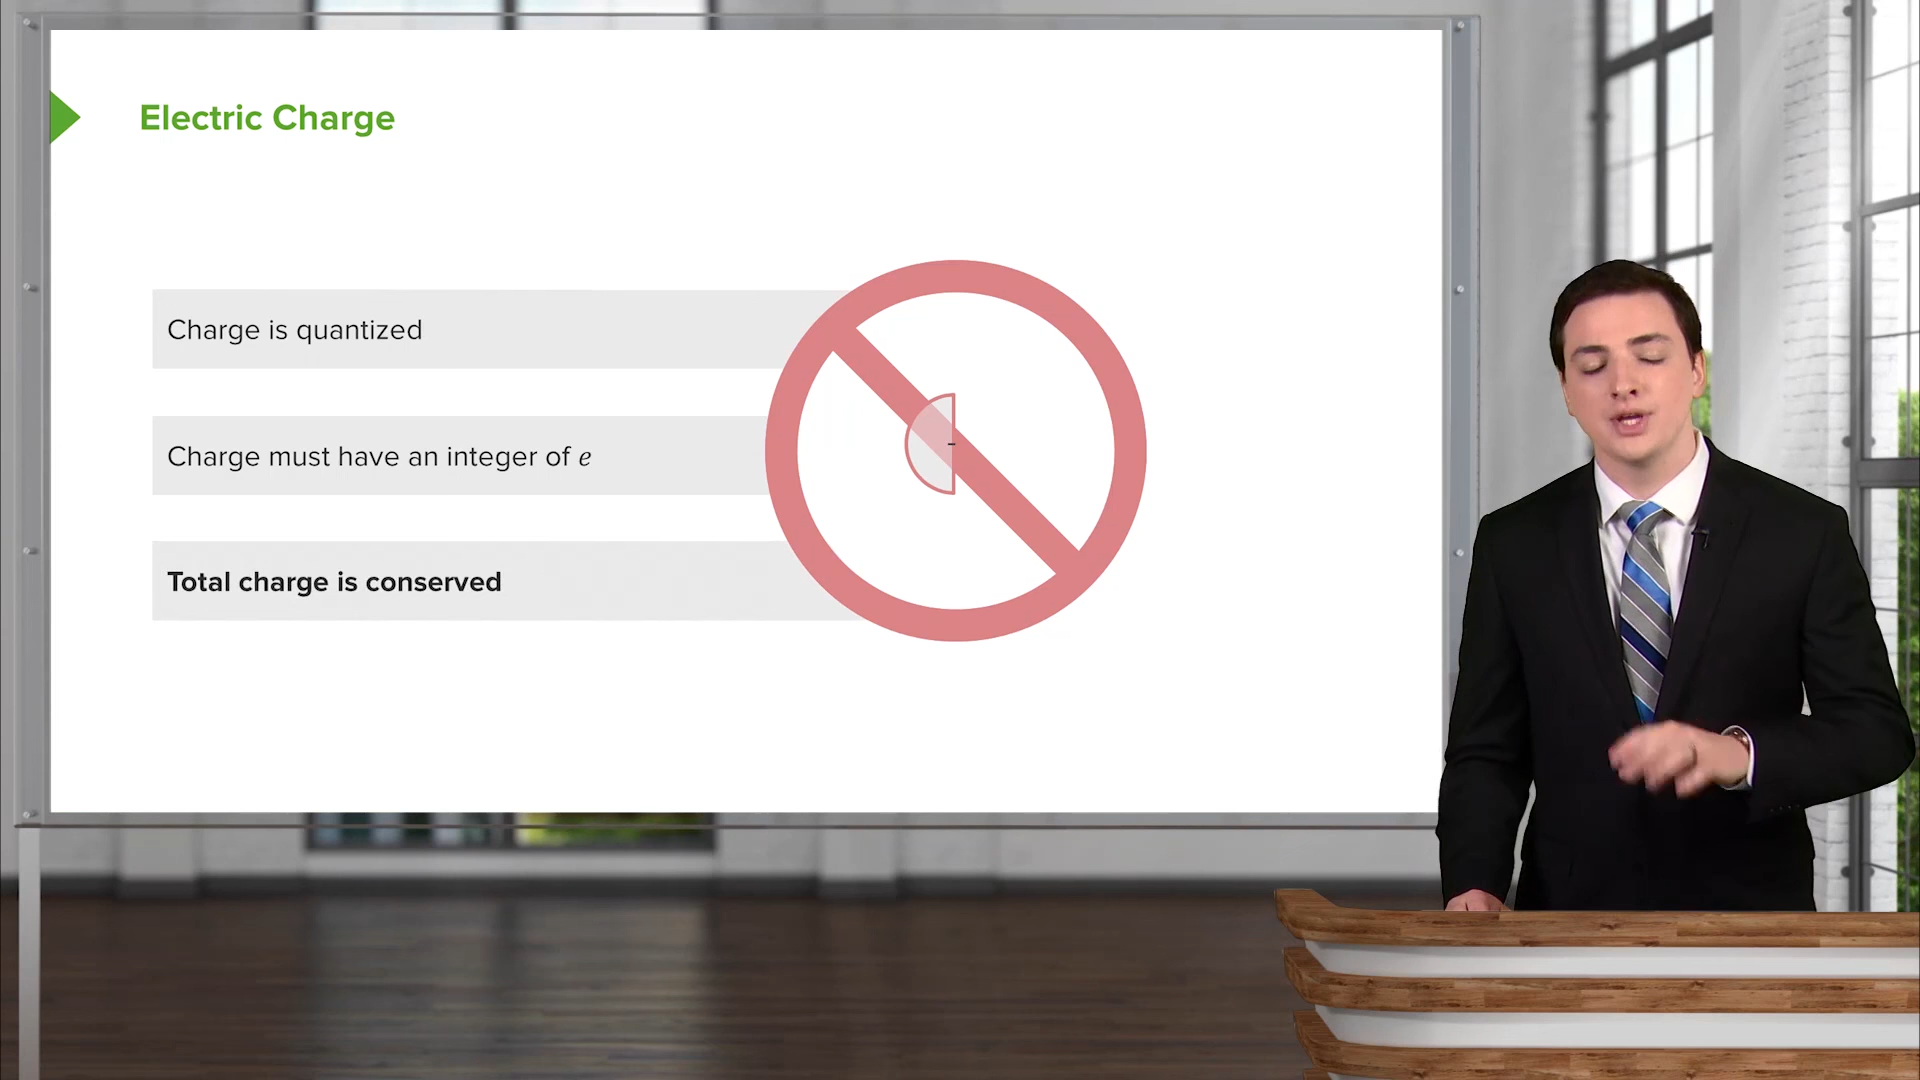 Electric Charge
Charge is quantized
Charge must have an integer of e
Total charge is conserved
-